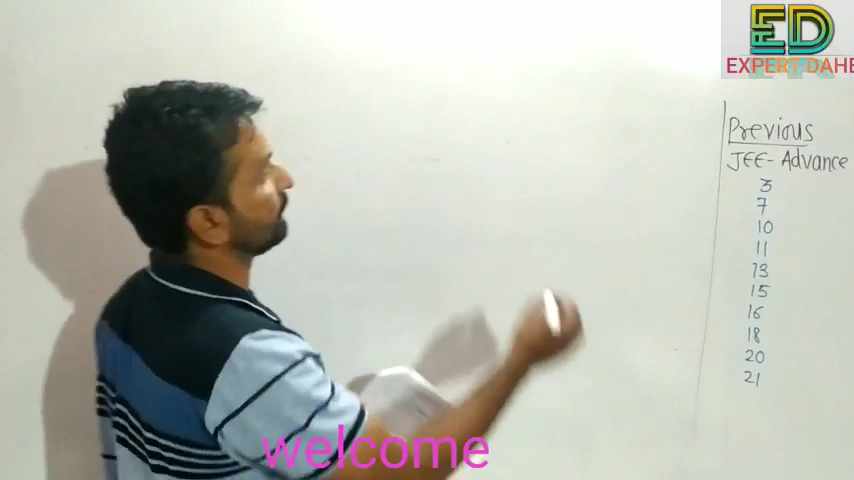 ED
EXPERT DAHE
Previous
JEE- Advance
3
7
10
11
13
15
16
18
20
21
welcome